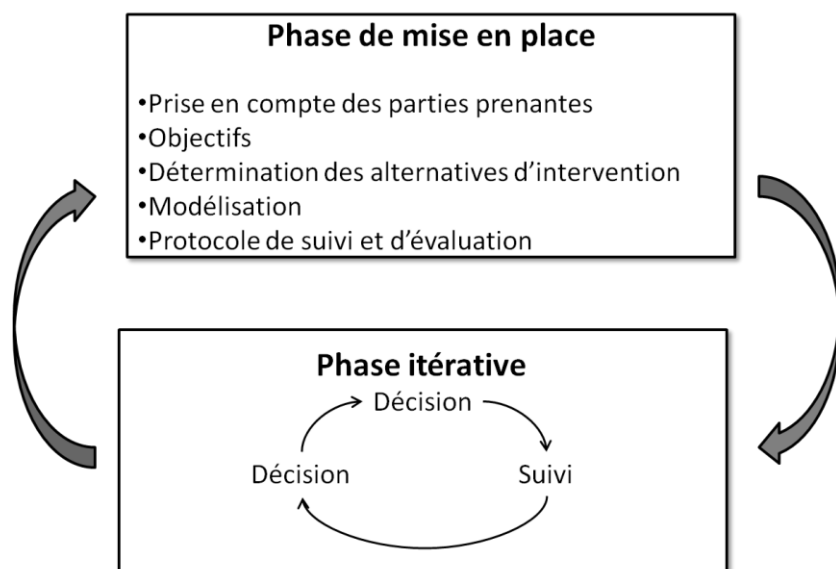 Phase de mise en place
•Prise en compte des parties prenantes
•Objectifs
•Détermination des alternatives d’intervention
•Modélisation
•Protocole de suivi et d’évaluation
Phase itérative
Décision
Décision Suivi